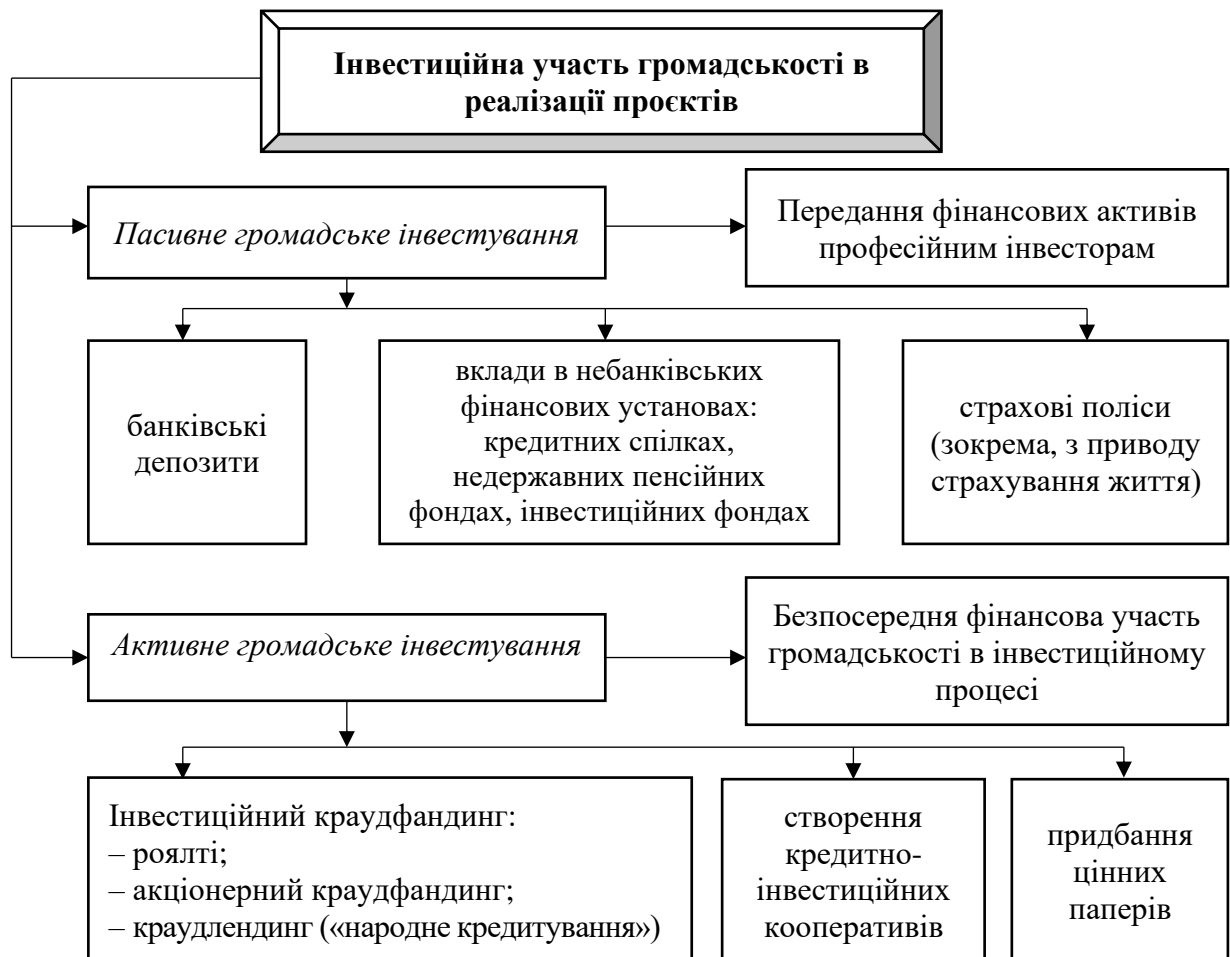 Інвестиційна участь громадськості в
реалізації проєктів
Пасивне громадське інвестування
Передання фінансових активів
професійним інвесторам
банківські
депозити
вклади в небанківських
фінансових установах:
кредитних спілках,
недержавних пенсійних
фондах, інвестиційних фондах
страхові поліси
(зокрема, з приводу
страхування життя)
Активне громадське інвестування
Безпосередня фінансова участь
громадськості в інвестиційному
процесі
Інвестиційний краудфандинг:
– роялті;
– акціонерний краудфандинг;
– краудлендинг («народне кредитування»)
створення
кредитно-
інвестиційних
кооперативів
придбання
цінних
паперів